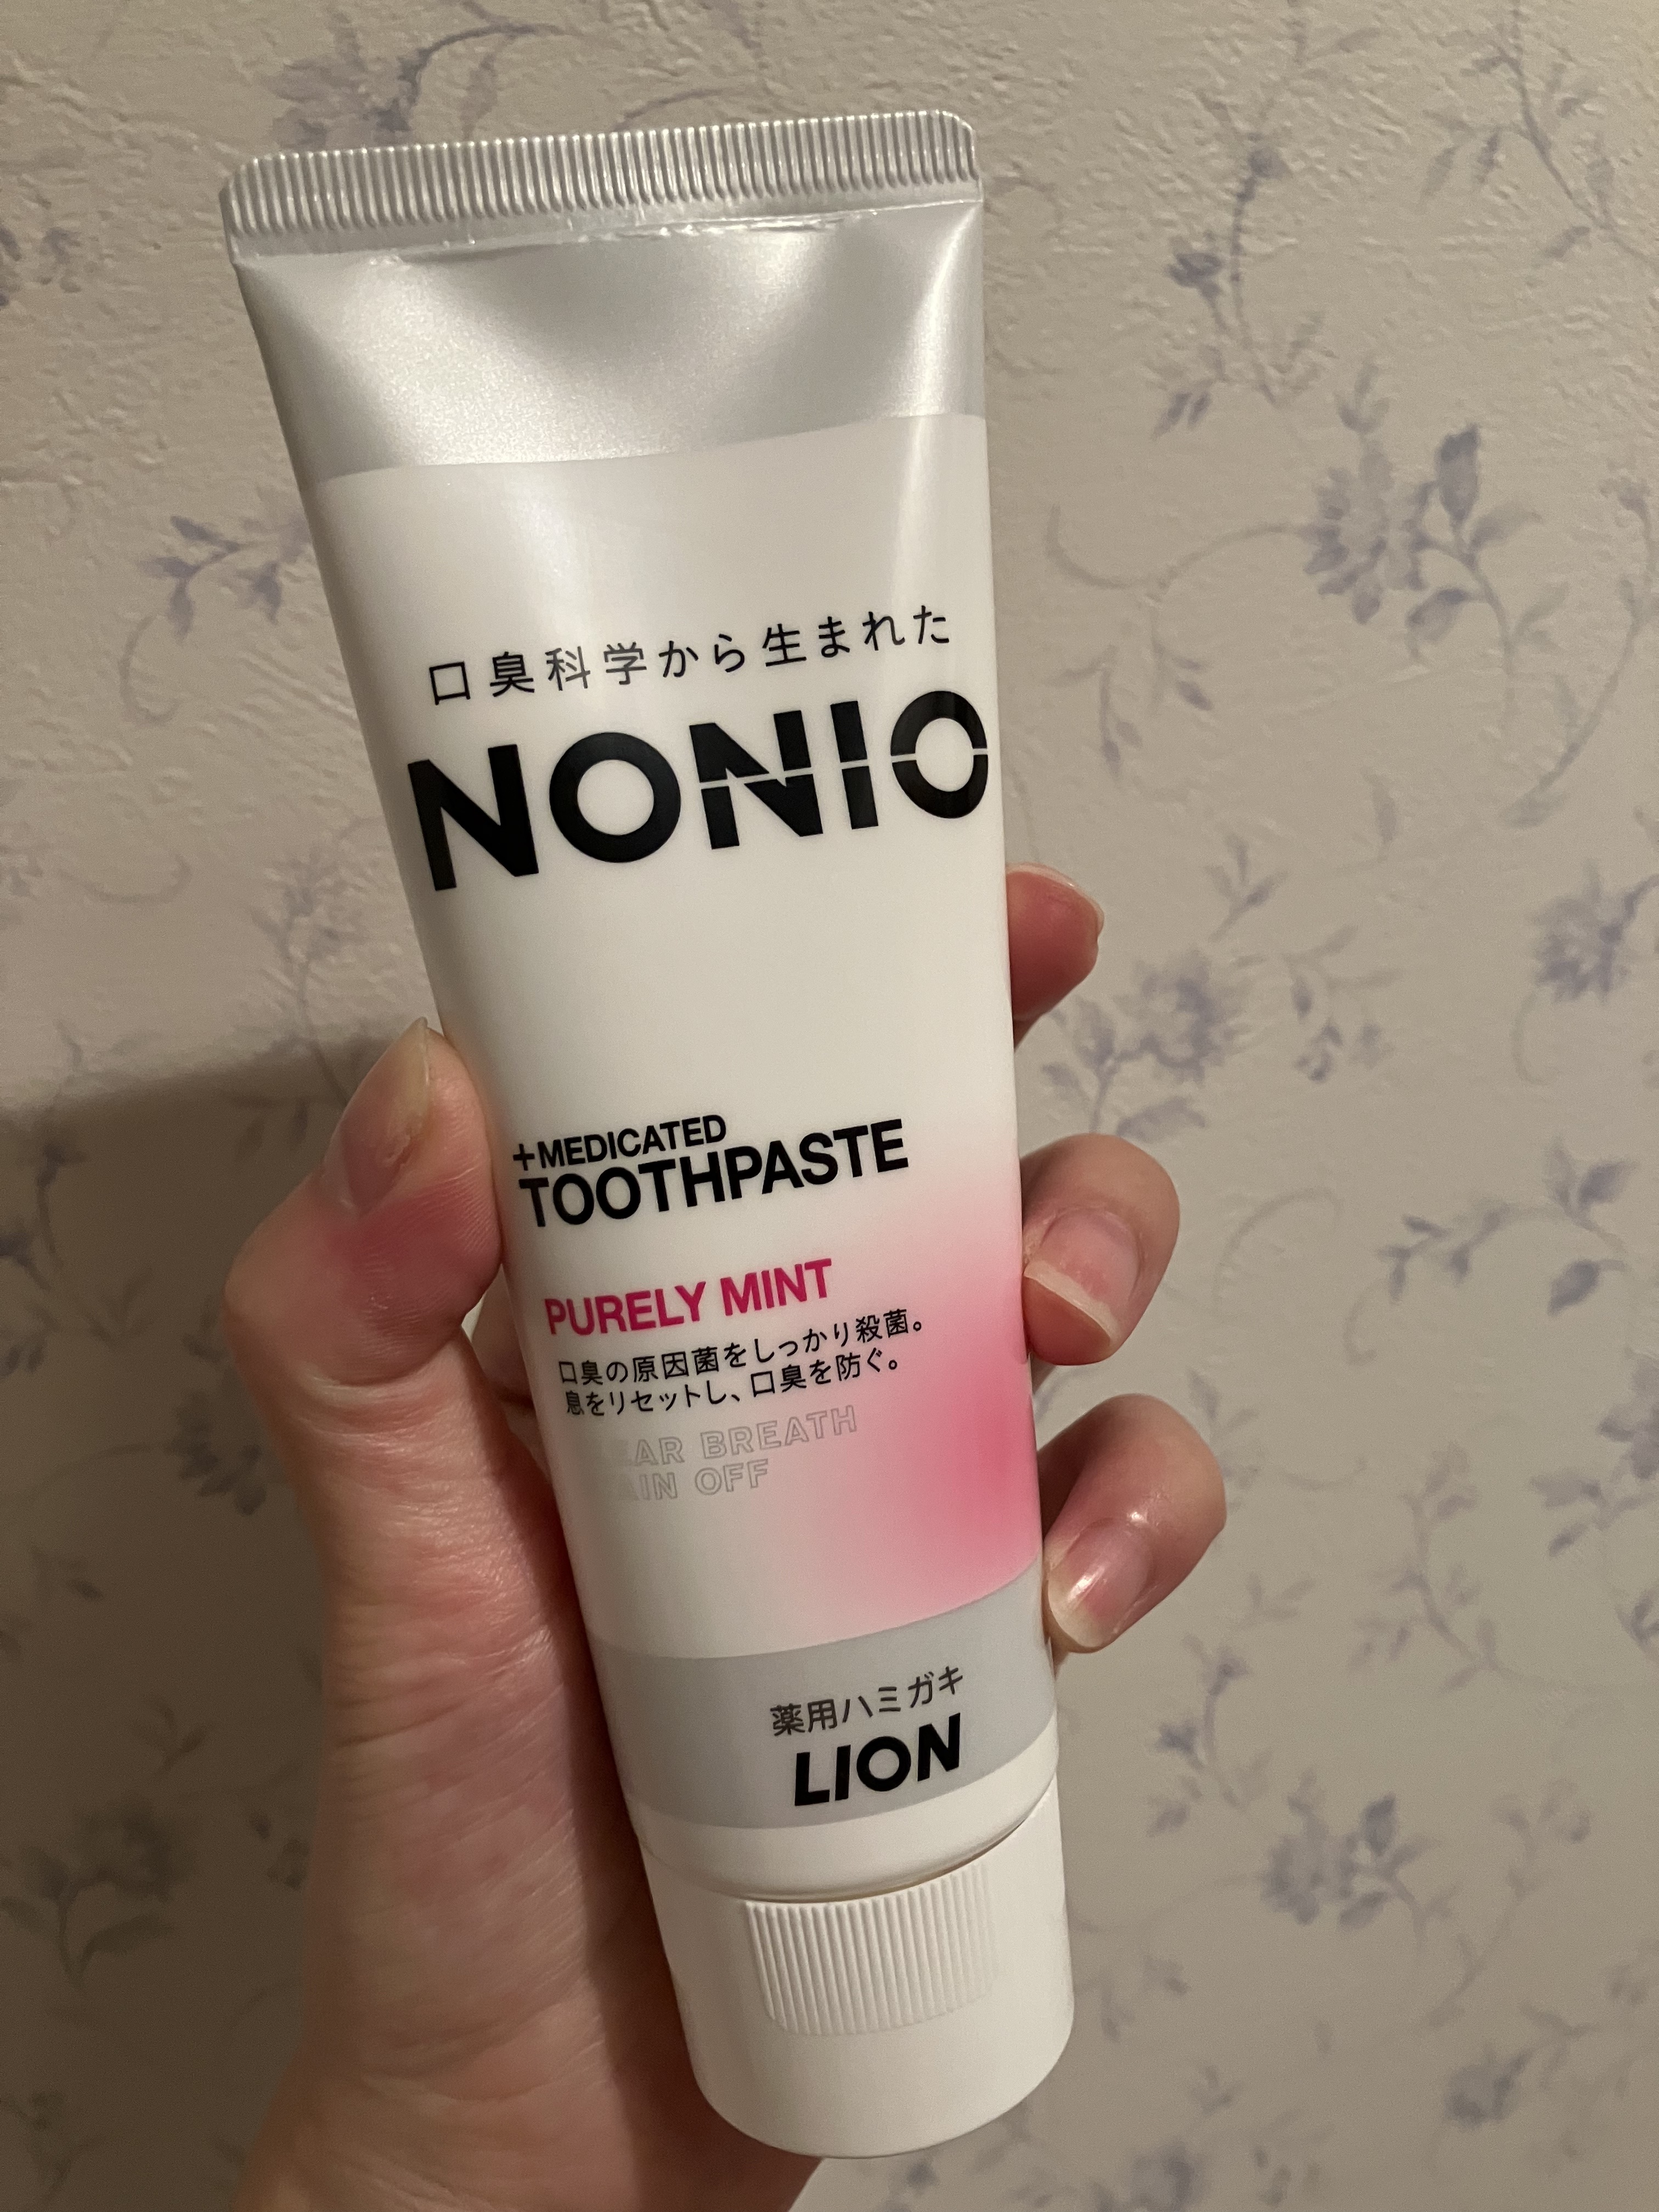 口臭科学から生まれた
NONIO
+MEDICATED
TOOTHPASTE
PURELY MINT
口臭の原因菌をしっかり殺菌。
息をリセットし、口臭を防ぐ。
BREATH
OFF
薬用ハミガキ
LION